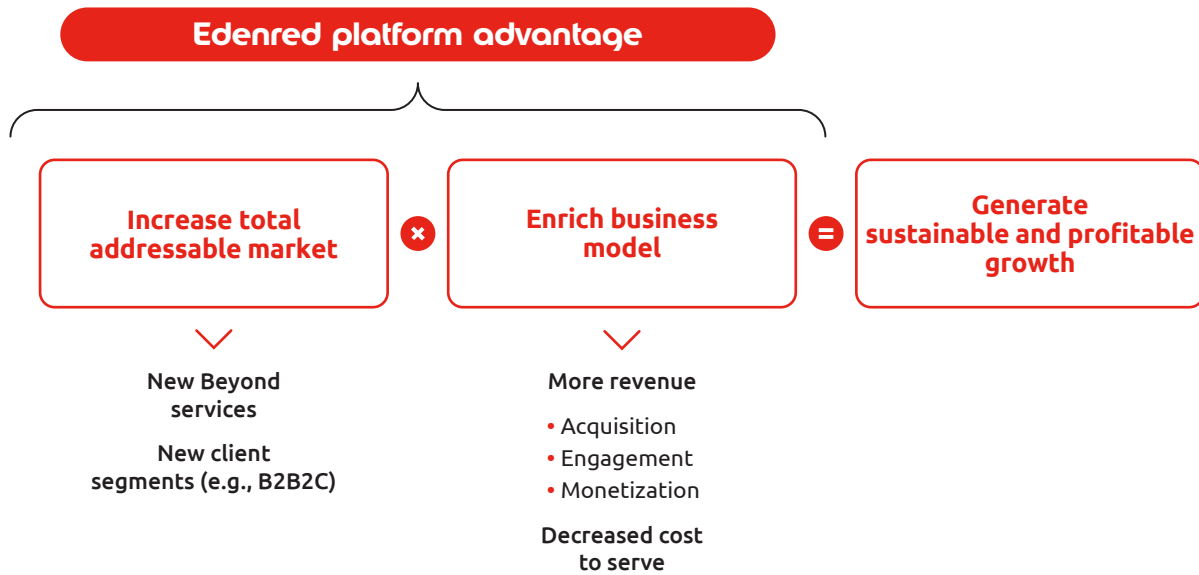 Edenred platform advantage
Increase total
addressable market
×
Enrich business
model
=
Generate
sustainable and profitable
growth
New Beyond
services
New client
segments (e.g., B2B2C)
More revenue
• Acquisition
• Engagement
• Monetization
Decreased cost
to serve